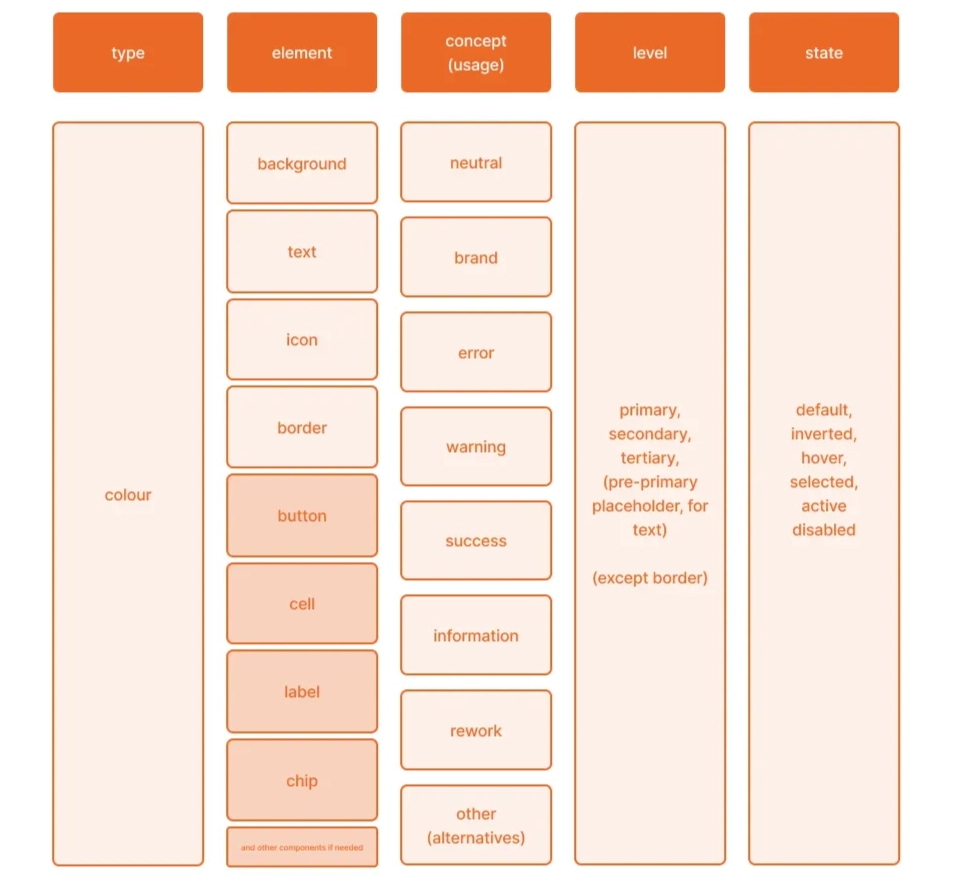 type
element
concept
(usage)
level
state
colour
background
text
icon
border
button
cell
label
chip
and other components if needed
neutral
brand
error
warning
success
information
rework
other
(alternatives)
primary,
secondary,
tertiary,
(pre-primary
placeholder, for
text)
(except border)
default,
inverted,
hover,
selected,
active
disabled